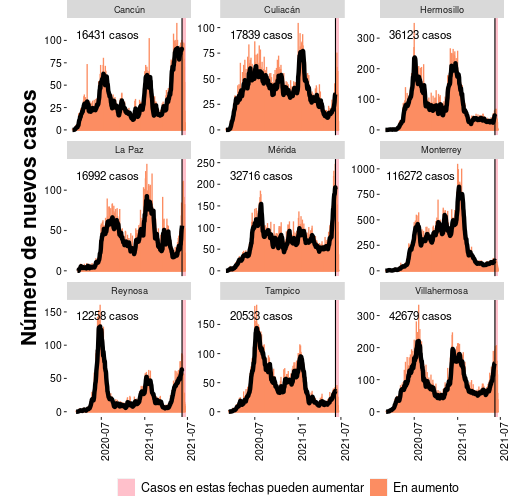 Número de nuevos casos
Cancún
Culiacán
Hermosillo
16431 casos
17839 casos
36123 casos
100
75
50
25
0
100
75
50
25
0
300
200
100
0
La Paz
Mérida
Monterrey
16992 casos
32716 casos
116272 casos
100
50
0
250
200
150
100
50
0
1000
750
500
250
0
Reynosa
Tampico
Villahermosa
12258 casos
20533 casos
42679 casos
150
100
50
0
150
100
50
0
300
200
100
0
2020-07
2021-01
2021-07
2020-07
2021-01
2021-07
2020-07
2021-01
2021-07
Casos en estas fechas pueden aumentar
En aumento